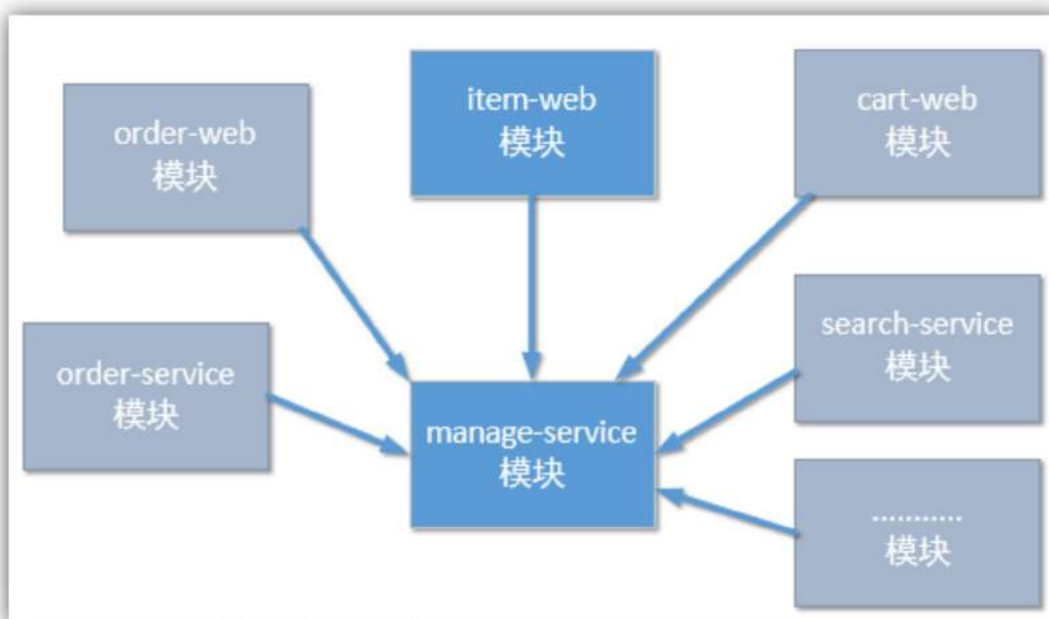 item-web
模块
cart-web
模块
order-web
模块
search-service
模块
order-service
模块
manage-service
模块
...........
模块